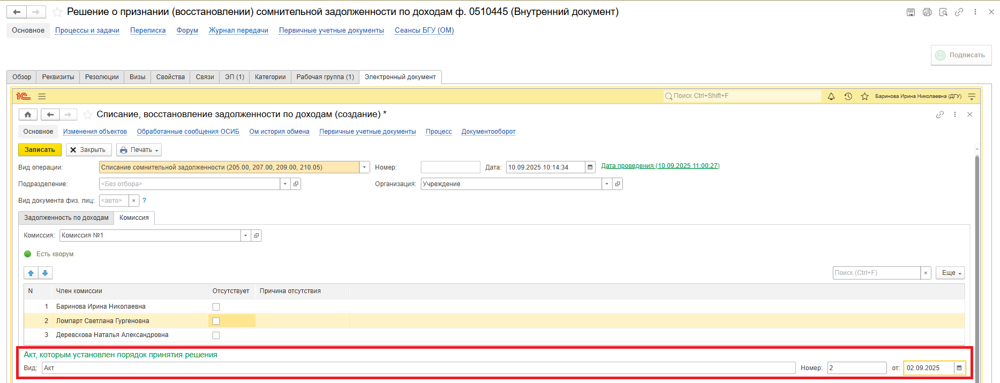 Решение о признании (восстановлении) сомнительной задолженности по доходам ф. 0510445 (Внутренний документ)
Основное Процессы и задачи Переписка Форум Журнал передачи Первичные учетные документы Сеансы БГУ (ОМ)
Подписать
Обзор Реквизиты Резолюции Визы Свойства Связи ЭП (1) Категории Рабочая группа (1) Электронный документ
1С Поиск Ctrl+Shift+F Баринова Ирина Николаевна (ДГУ)
Списание, восстановление задолженности по доходам (создание) *
Основное Изменения объектов Обработанные сообщения ОСИБ Ом история обмена Первичные учетные документы Процесс Документооборот
Записать Закрыть Печать
Вид операции: Списание сомнительной задолженности (205.00, 207.00, 209.00, 210.05) Номер: Дата: 10.09.2025 10:14:34 Дата проведения (10.09.2025 11:00:27)
Подразделение: <Без отбора> Организация: Учреждение
Вид документа физ. лиц: <авто> × ?
Задолженность по доходам Комиссия
Комиссия: Комиссия №1
Есть кворум
Поиск (Ctrl+F) × Еще
N Член комиссии Отсутствует Причина отсутствия
1 Баринова Ирина Николаевна
2 Ломпарт Светлана Гургеновна
3 Деревскова Наталья Александровна
Акт, которым установлен порядок принятия решения
Вид: Акт Номер: 2 от: 02.09.2025